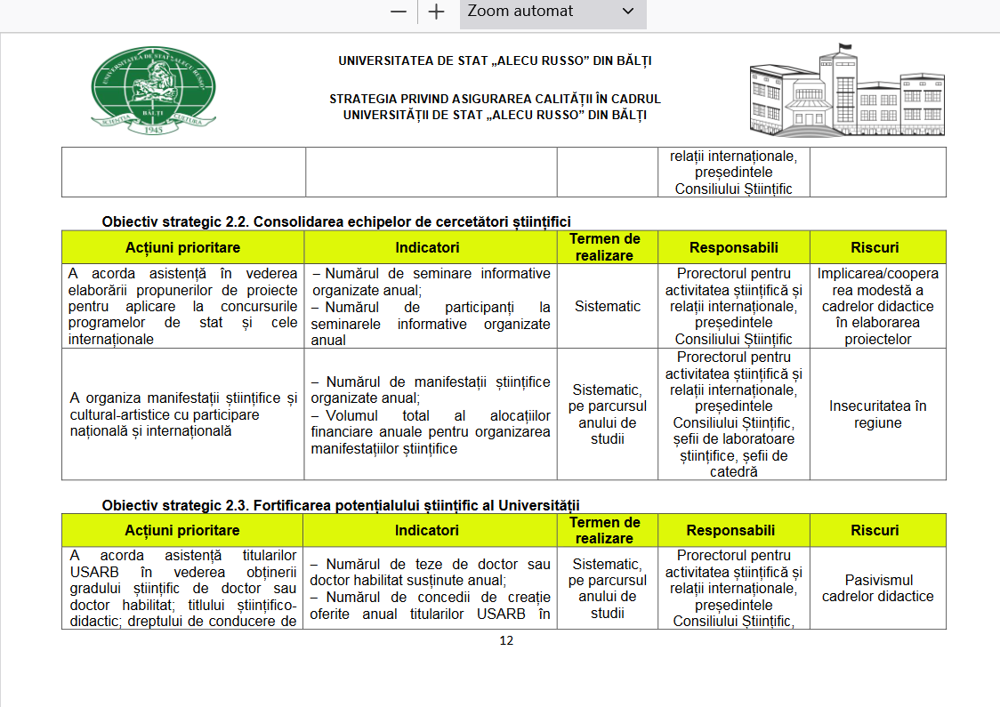 Zoom automat
UNIVERSITATEA DE STAT „ALECU RUSSO” DIN BĂLȚI
STRATEGIA PRIVIND ASIGURAREA CALITĂȚII ÎN CADRUL
UNIVERSITĂȚII DE STAT „ALECU RUSSO” DIN BĂLȚI
UNIVERSITATEA DE STAT „ALECU RUSSO”
BĂLȚI
SCIENTIA CULTURA
1945
relații internaționale,
președintele
Consiliului Științific
Obiectiv strategic 2.2. Consolidarea echipelor de cercetători științifici
Acțiuni prioritare
Indicatori
Termen de
realizare
Responsabili
Riscuri
A acorda asistență în vederea
elaborării propunerilor de proiecte
pentru aplicare la concursurile
programelor de stat și cele
internaționale
– Numărul de seminare informative
organizate anual;
– Numărul de participanți la
seminarele informative organizate
anual
Sistematic
Prorectorul pentru
activitatea științifică și
relații internaționale,
președintele
Consiliului Științific
Implicarea/coopera
rea modestă a
cadrelor didactice
în elaborarea
proiectelor
A organiza manifestații științifice și
cultural-artistice cu participare
națională și internațională
– Numărul de manifestații științifice
organizate anual;
– Volumul total al alocațiilor
financiare anuale pentru organizarea
manifestațiilor științifice
Sistematic,
pe parcursul
anului de
studii
Prorectorul pentru
activitatea științifică și
relații internaționale,
președintele
Consiliului Științific,
șefii de laboratoare
științifice, șefii de
catedră
Insecuritatea în
regiune
Obiectiv strategic 2.3. Fortificarea potențialului științific al Universității
Acțiuni prioritare
Indicatori
Termen de
realizare
Responsabili
Riscuri
A acorda asistență titularilor
USARB în vederea obținerii
gradului științific de doctor sau
doctor habilitat; titlului științifico-
didactic; dreptului de conducere de
– Numărul de teze de doctor sau
doctor habilitat susținute anual;
– Numărul de concedii de creație
oferite anual titularilor USARB în
Sistematic,
pe parcursul
anului de
studii
Prorectorul pentru
activitatea științifică și
relații internaționale,
președintele
Consiliului Științific,
Pasivismul
cadrelor didactice
12